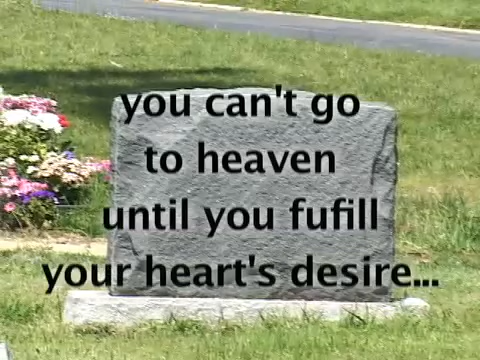 you can't go
to heaven
until you fufill
your heart's desire...